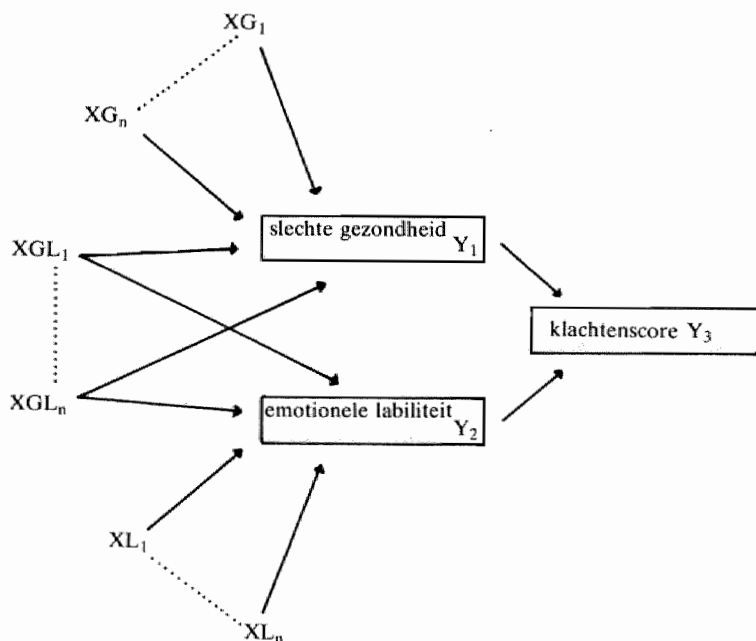 XG₁
XGₙ
slechte gezondheid
Y₁
XGL₁
klachtenscore Y₃
XGLₙ
emotionele labiliteit
Y₂
XL₁
XLₙ